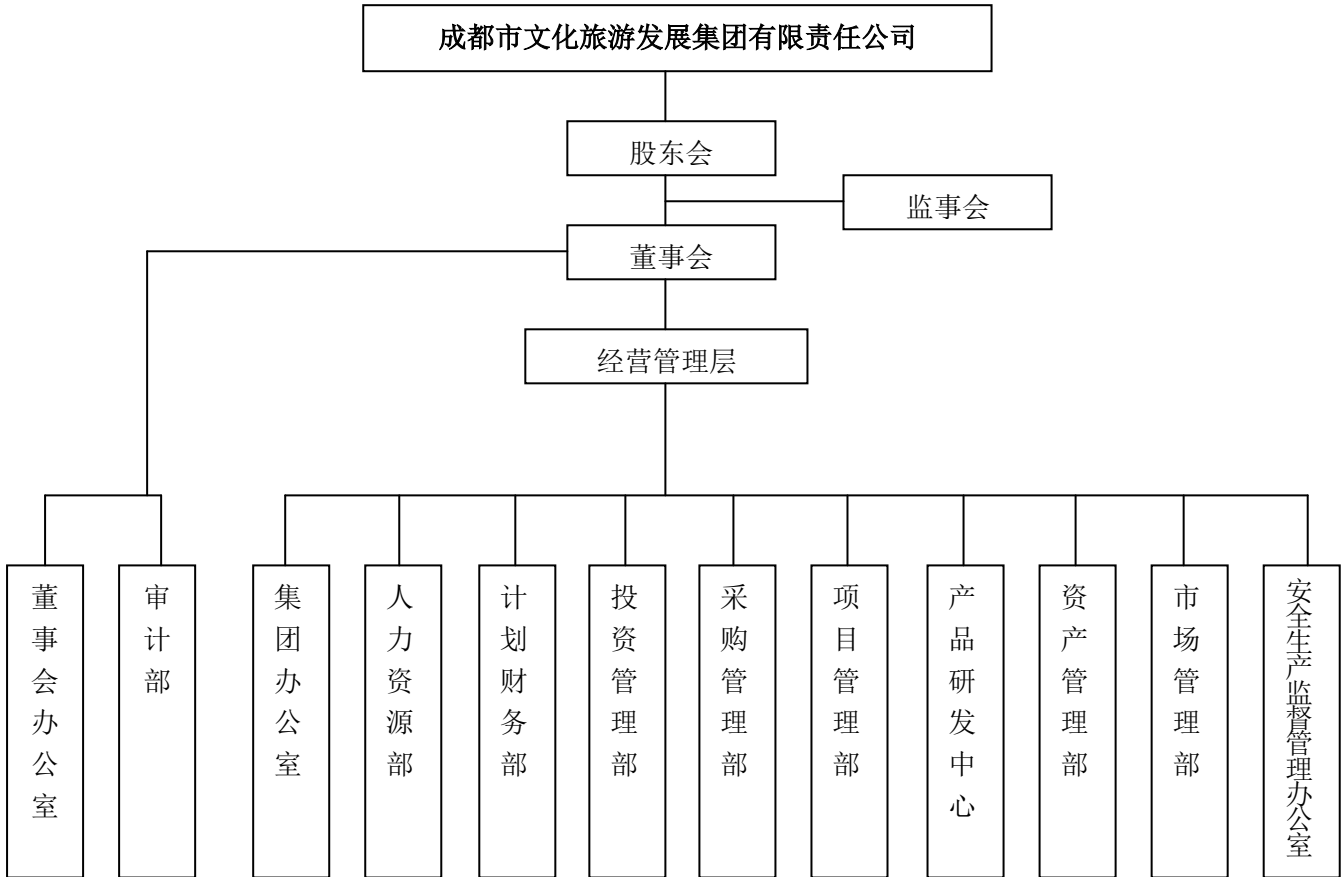 成都市文化旅游发展集团有限责任公司
股东会
监事会
董事会
经营管理层
董事会办公室
审计部
集团办公室
人力资源部
计划财务部
投资管理部
采购管理部
项目管理部
产品研发中心
资产管理部
市场管理部
安全生产监督管理办公室